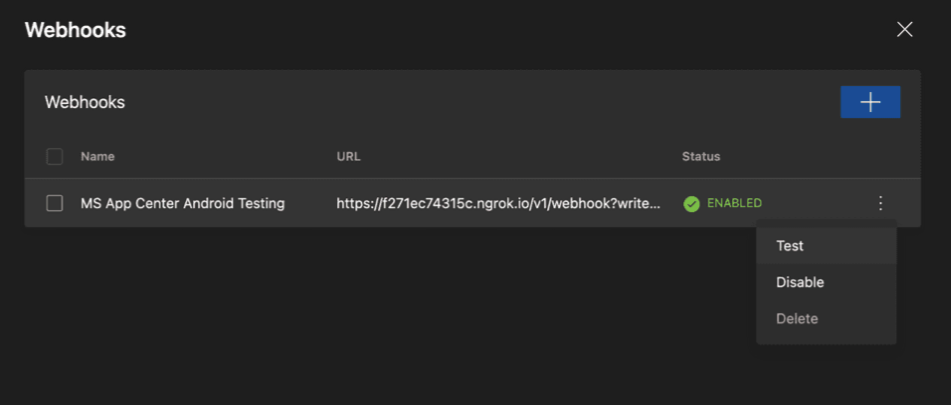 Webhooks
Webhooks
Name URL Status
MS App Center Android Testing https://f271ec74315c.ngrok.io/v1/webhook?write... ENABLED
Test
Disable
Delete